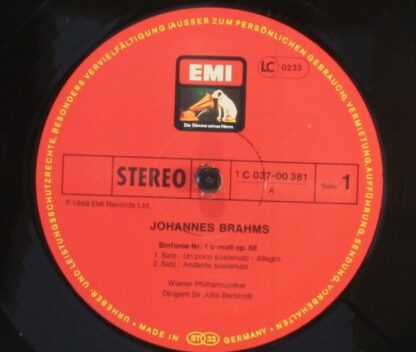 EMI
Die Stimme seines Herrn
LC 0233
STEREO
1 C 037-00 381
A
Seite 1
℗1968 EMI Records Ltd.
JOHANNES BRAHMS
Sinfonie Nr. 1 c-moll op. 68
1. Satz : Un poco sostenuto - Allegro
2. Satz : Andante sostenuto
Wiener Philharmoniker
Dirigent Sir John Barbirolli
URHEBER- UND LEISTUNGSSCHUTZRECHTE, BESONDERS VERVIELFÄLTIGUNG (AUSSER ZUM PERSÖNLICHEN GEBRAUCH), VERMIETUNG, AUFFÜHRUNG, SENDUNG, VORBEHALTEN •
• MADE IN GERMANY
ST 33